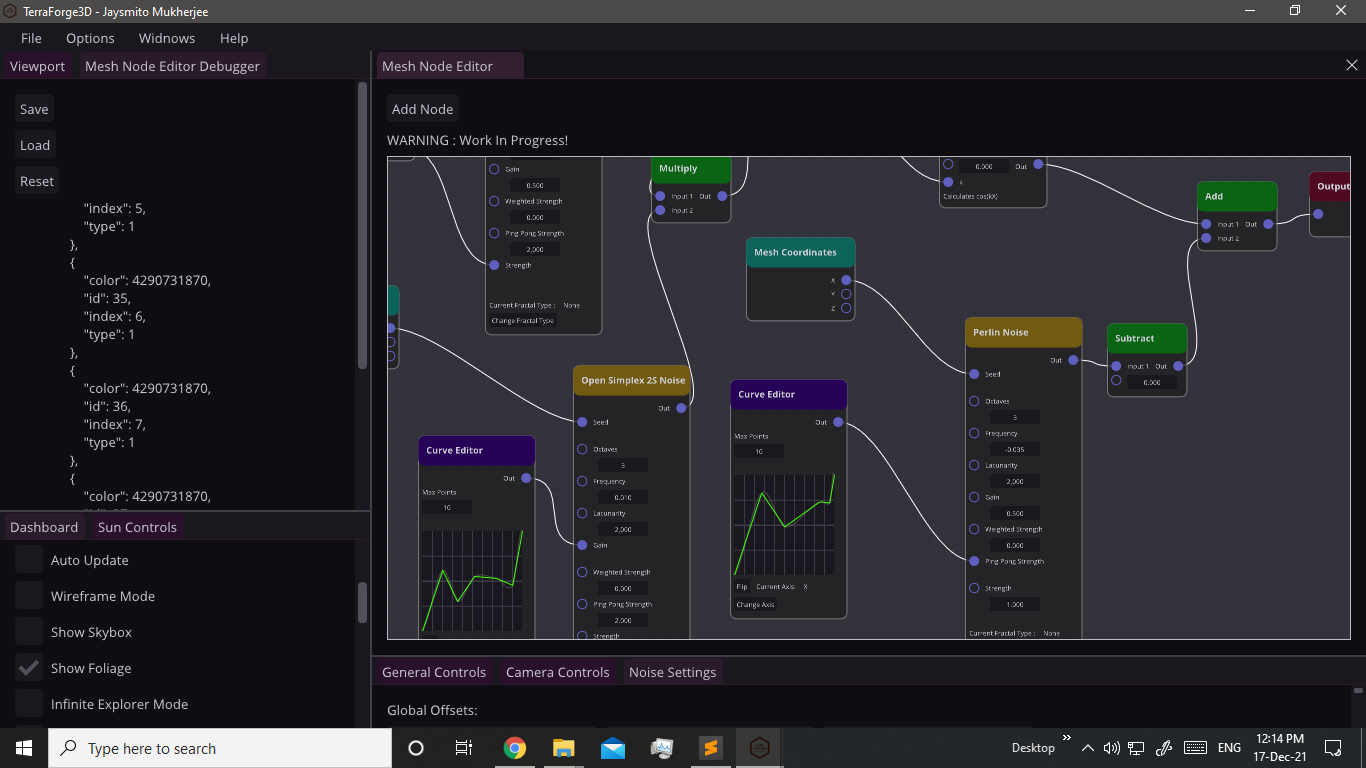 TerraForge3D - Jaysmito Mukherjee
File Options Widnows Help
Viewport Mesh Node Editor Debugger
Save
Load
Reset
"index": 5,
"type": 1
},
{
"color": 4290731870,
"id": 35,
"index": 6,
"type": 1
},
{
"color": 4290731870,
"id": 36,
"index": 7,
"type": 1
},
{
"color": 4290731870,
Dashboard Sun Controls
Auto Update
Wireframe Mode
Show Skybox
Show Foliage
Infinite Explorer Mode
Mesh Node Editor
Add Node
WARNING : Work In Progress!
Gain
0.500
Weighted Strength
0.000
Ping Pong Strength
2.000
Strength
Current Fractal Type : None
Change Fractal Type
Multiply
Input 1 Out
Input 2
0.000 Out
k
Calculates cos(kX)
Add
Input 1 Out
Input 2
Output
Mesh Coordinates
X
Y
Z
Perlin Noise
Out
Seed
Octaves
3
Frequency
-0.035
Lacunarity
2.000
Gain
0.500
Weighted Strength
0.000
Ping Pong Strength
Strength
1.000
Current Fractal Type : None
Subtract
Input 1 Out
0.000
Open Simplex 2S Noise
Out
Seed
Octaves
3
Frequency
0.010
Lacunarity
2.000
Gain
Weighted Strength
0.000
Ping Pong Strength
2.000
Strength
Curve Editor
Out
Max Points
10
Flip Current Axis: X
Change Axis
Curve Editor
Out
Max Points
10
General Controls Camera Controls Noise Settings
Global Offsets:
Type here to search
Desktop
ENG
12:14 PM
17-Dec-21